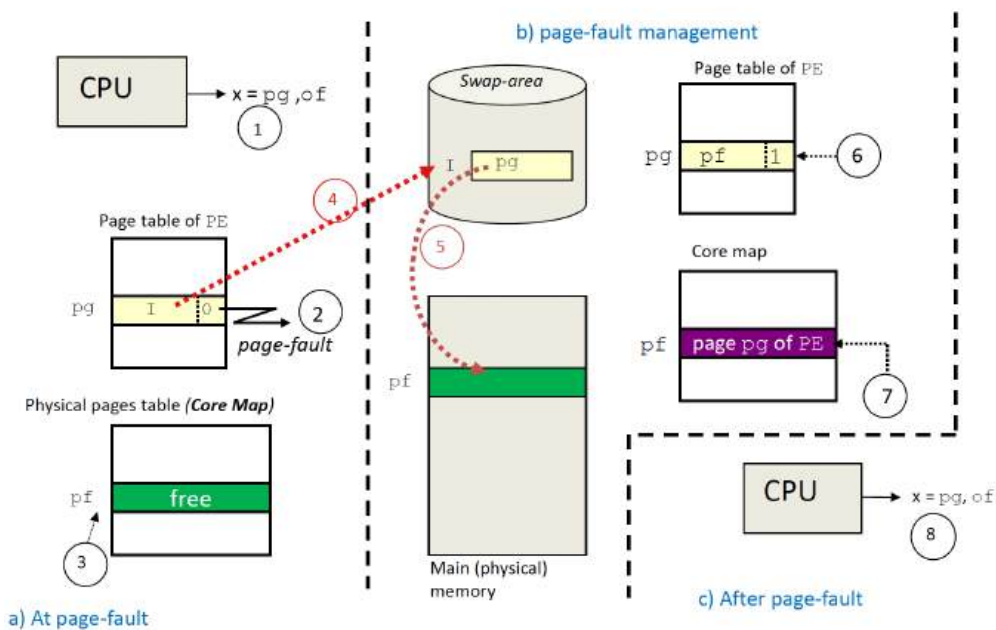 b) page-fault management
CPU
x = pg ,of
1
Swap-area
I
pg
Page table of PE
pg
pf
1
6
4
5
Page table of PE
pg
I
0
2
page-fault
Core map
pf
page pg of PE
7
pf
Physical pages table (Core Map)
pf
free
3
Main (physical)
memory
CPU
x = pg, of
8
a) At page-fault
c) After page-fault